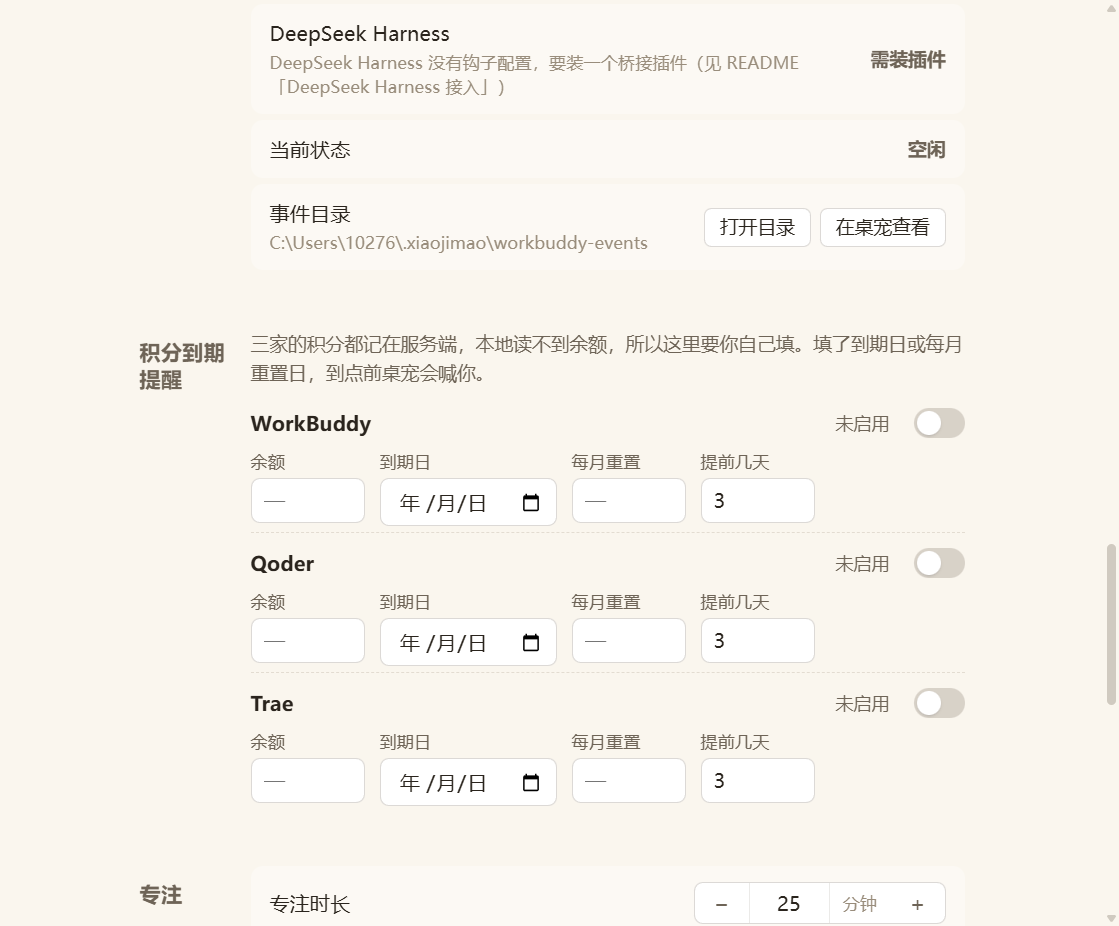 DeepSeek Harness
DeepSeek Harness 没有钩子配置，要装一个桥接插件（见 README
「DeepSeek Harness 接入」）
需装插件
当前状态
空闲
事件目录
C:\Users\10276\.xiaojimao\workbuddy-events
打开目录
在桌宠查看
积分到期
提醒
三家的积分都记在服务端，本地读不到余额，所以这里要你自己填。填了到期日或每月
重置日，到点前桌宠会喊你。
WorkBuddy
未启用
余额
到期日
每月重置
提前几天
—
年 /月/日
—
3
Qoder
未启用
余额
到期日
每月重置
提前几天
—
年 /月/日
—
3
Trae
未启用
余额
到期日
每月重置
提前几天
—
年 /月/日
—
3
专注
专注时长
− 25 分钟 +